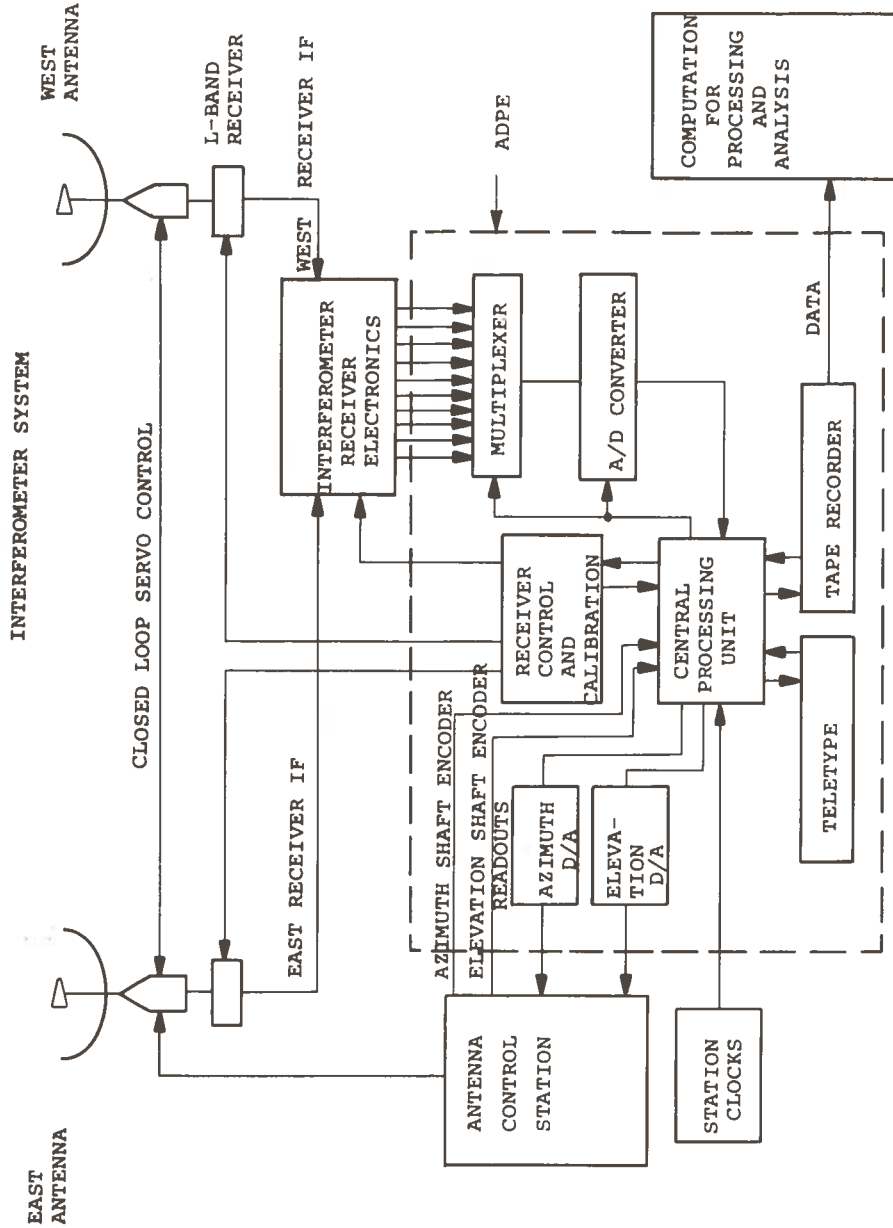 INTERFEROMETER SYSTEM
EAST
ANTENNA
WEST
ANTENNA
CLOSED LOOP SERVO CONTROL
L-BAND
RECEIVER
EAST RECEIVER IF
WEST RECEIVER IF
INTERFEROMETER
RECEIVER
ELECTRONICS
ADPE
ANTENNA
CONTROL
STATION
AZIMUTH SHAFT ENCODER
ELEVATION SHAFT ENCODER
READOUTS
RECEIVER
CONTROL
AND
CALIBRATION
MULTIPLEXER
AZIMUTH
D/A
ELEVA-
TION
D/A
A/D CONVERTER
STATION
CLOCKS
CENTRAL
PROCESSING
UNIT
TELETYPE
TAPE RECORDER
DATA
COMPUTATION
FOR
PROCESSING
AND
ANALYSIS